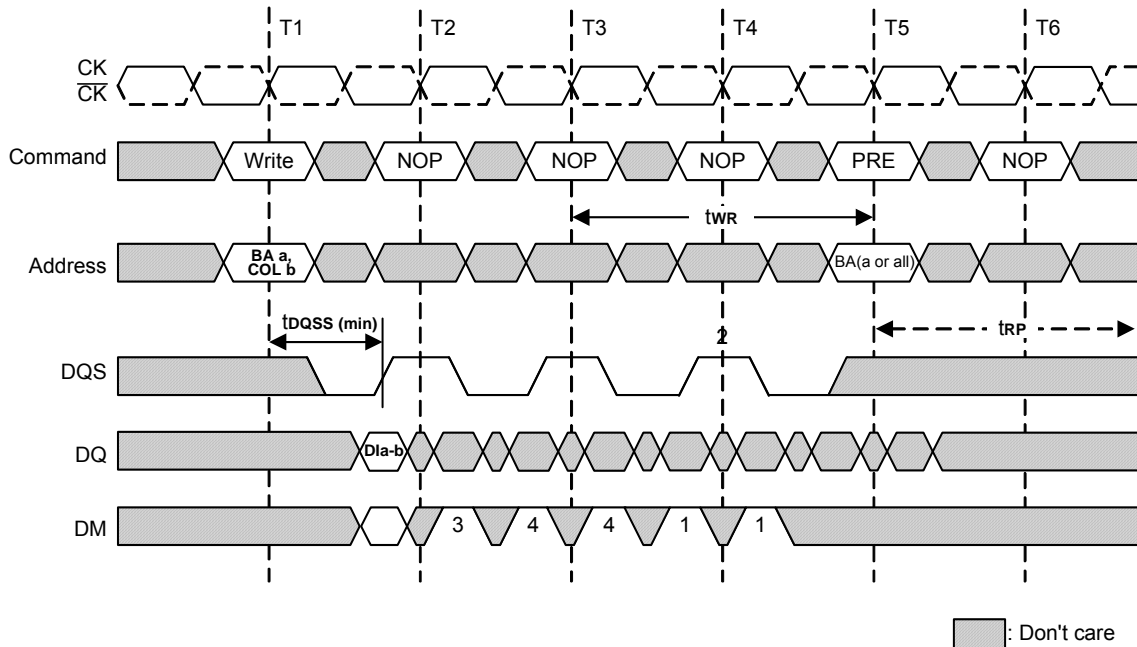 T1 T2 T3 T4 T5 T6
CK
CK
Command Write NOP NOP NOP PRE NOP
tWR
Address BA a, COL b BA(a or all)
tDQSS (min) tRP
2
DQS
DQ DIa-b
DM 3 4 4 1 1
: Don't care